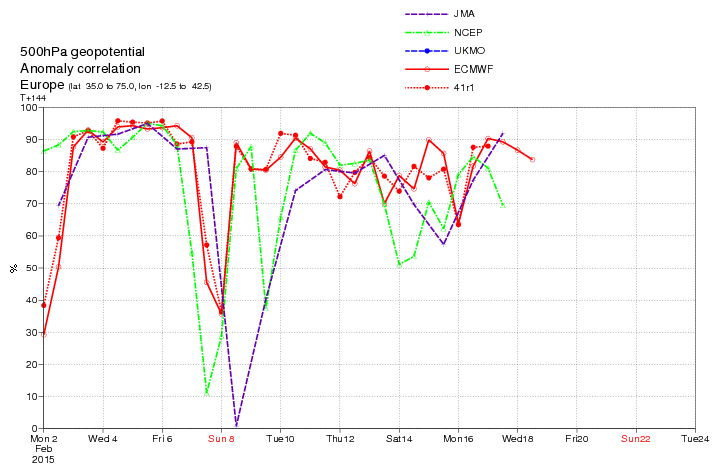 JMA
NCEP
UKMO
ECMWF
41r1
500hPa geopotential
Anomaly correlation
Europe (lat 35.0 to 75.0, lon -12.5 to 42.5)
T+144
100
90
80
70
60
50
40
30
20
10
0
%
Mon 2 Wed 4 Fri 6 Sun 8 Tue10 Thu12 Sat14 Mon16 Wed18 Fri20 Sun22 Tue24
Feb
2015